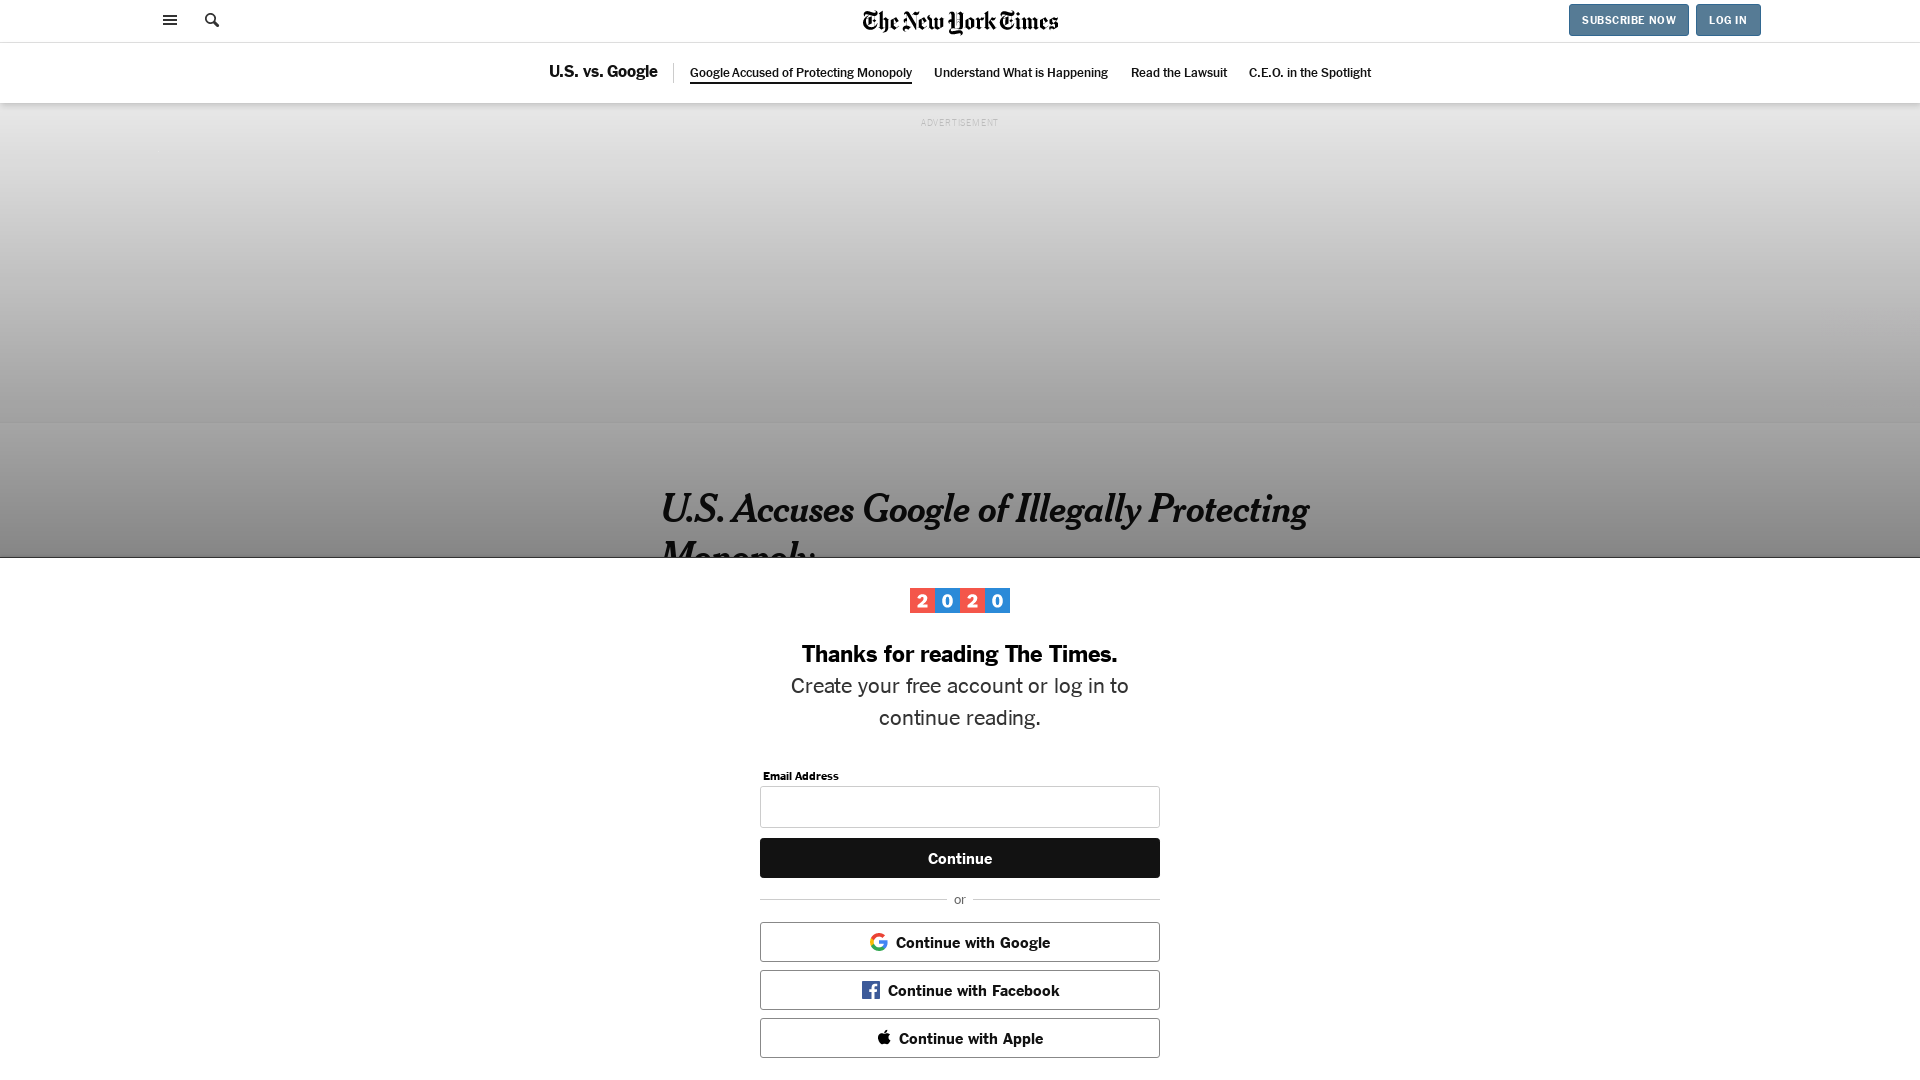 The New York Times
SUBSCRIBE NOW
LOG IN
U.S. vs. Google
Google Accused of Protecting Monopoly
Understand What is Happening
Read the Lawsuit
C.E.O. in the Spotlight
ADVERTISEMENT
U.S. Accuses Google of Illegally Protecting
Monopoly
2020
Thanks for reading The Times.
Create your free account or log in to
continue reading.
Email Address
Continue
or
Continue with Google
Continue with Facebook
Continue with Apple